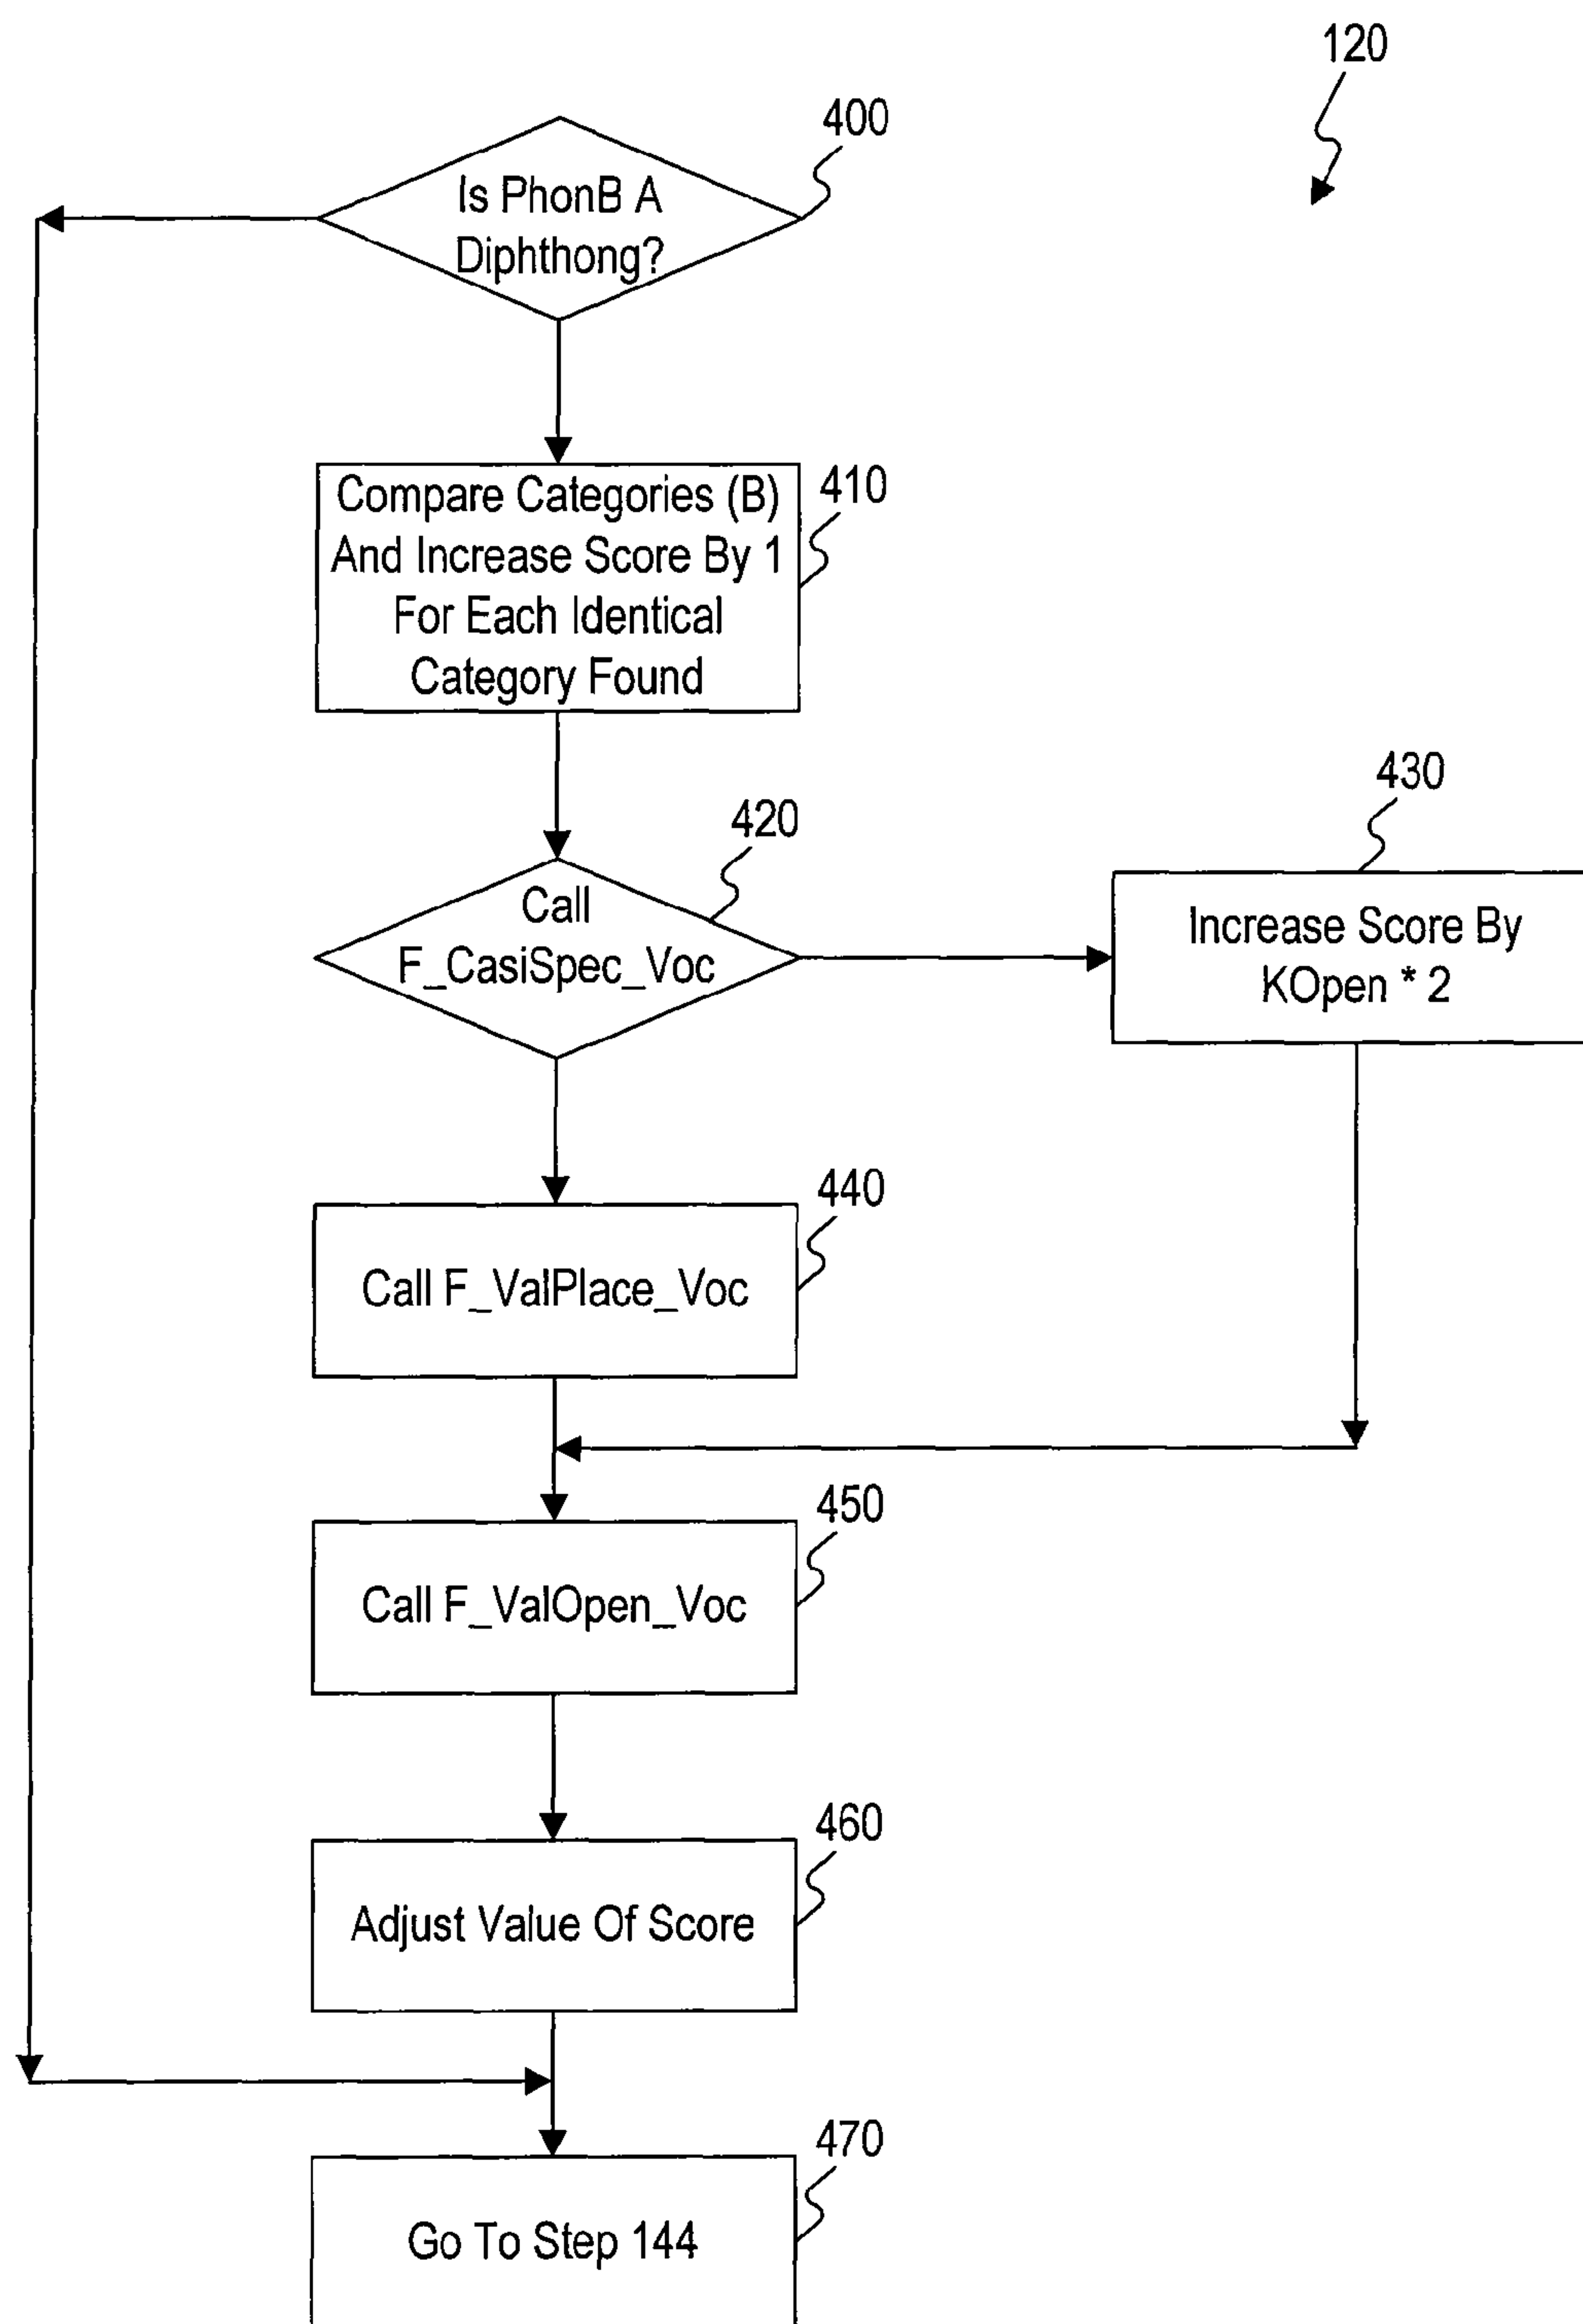 120
400
Is PhonB A
Diphthong?
Compare Categories (B)
And Increase Score By 1
For Each Identical
Category Found
410
420
Call
F_CasiSpec_Voc
430
Increase Score By
KOpen * 2
440
Call F_ValPlace_Voc
450
Call F_ValOpen_Voc
460
Adjust Value Of Score
470
Go To Step 144